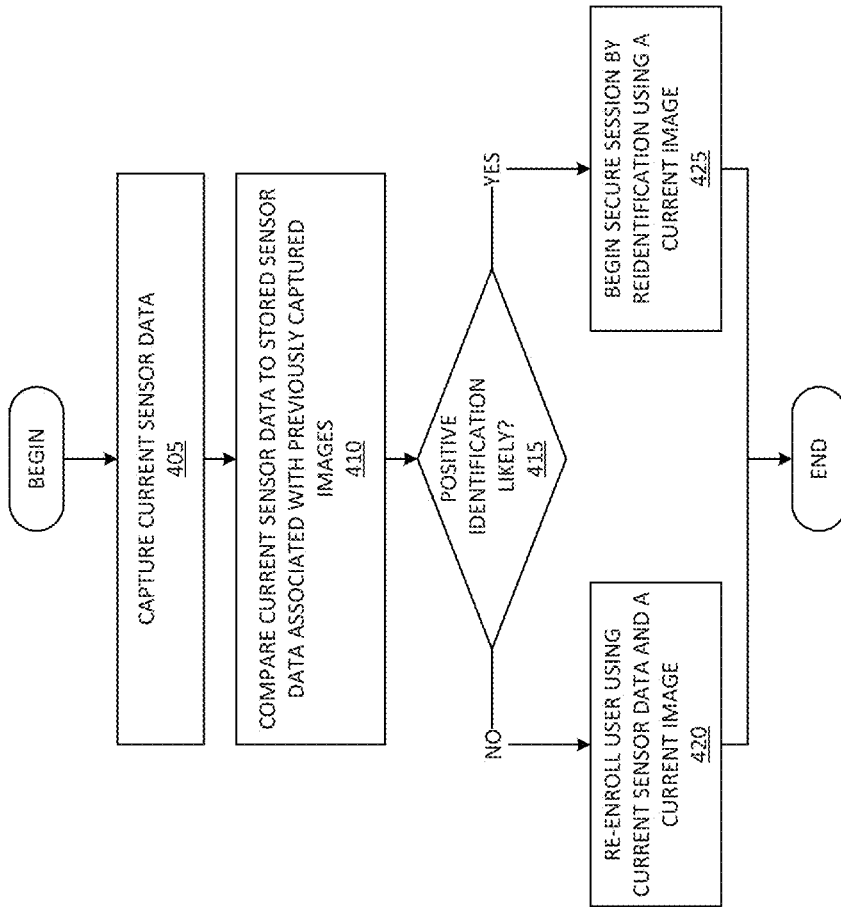 BEGIN
CAPTURE CURRENT SENSOR DATA
405
COMPARE CURRENT SENSOR DATA TO STORED SENSOR
DATA ASSOCIATED WITH PREVIOUSLY CAPTURED
IMAGES
410
POSITIVE
IDENTIFICATION
LIKELY?
415
NO
YES
RE-ENROLL USER USING
CURRENT SENSOR DATA AND A
CURRENT IMAGE
420
BEGIN SECURE SESSION BY
REIDENTIFICATION USING A
CURRENT IMAGE
425
END